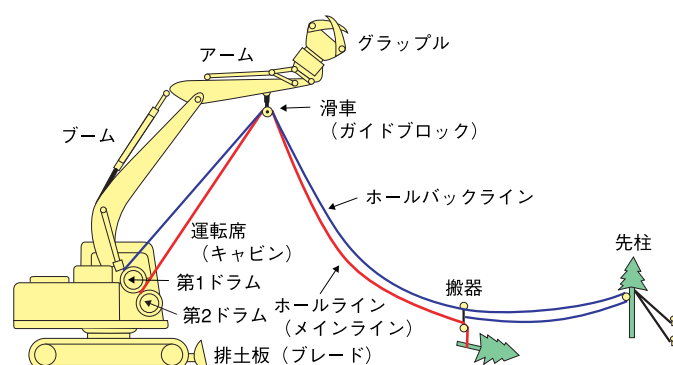 グラップル
アーム
滑車
（ガイドブロック）
ブーム
ホールバックライン
運転席
（キャビン）
先柱
第1ドラム
搬器
第2ドラム
ホールライン
（メインライン）
排土板（ブレード）